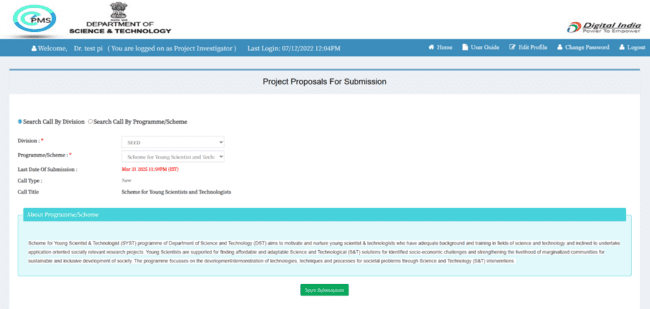 PMS
DEPARTMENT OF
SCIENCE & TECHNOLOGY
Digital India
Power To Empower
Welcome, Dr. test pi ( You are logged on as Project Investigator ) Last Login: 07/12/2022 12:04PM
Home User Guide Edit Profile Change Password Logout
Project Proposals For Submission
Search Call By Division Search Call By Programme/Scheme
Division : * SEED
Programme/Scheme : * Scheme for Young Scientist and Tech
Last Date Of Submission : Mar 31 2025 11:59PM (IST)
Call Type : New
Call Title Scheme for Young Scientists and Technologists
About Programme/Scheme
Scheme for Young Scientist & Technologist (SYST) programme of Department of Science and Technology (DST) aims to motivate and nurture young scientist & technologists who have adequate background and training in fields of science and technology and inclined to undertake
application oriented socially relevant research projects. Young Scientists are supported for finding affordable and adaptable Science and Technological (S&T) solutions for identified socio-economic challenges and strengthening the livelihood of marginalized communities for
sustainable and inclusive development of society. The programme focusses on the development/demonstration of technologies, techniques and processes for societal problems through Science and Technology (S&T) interventions.
Start Submission